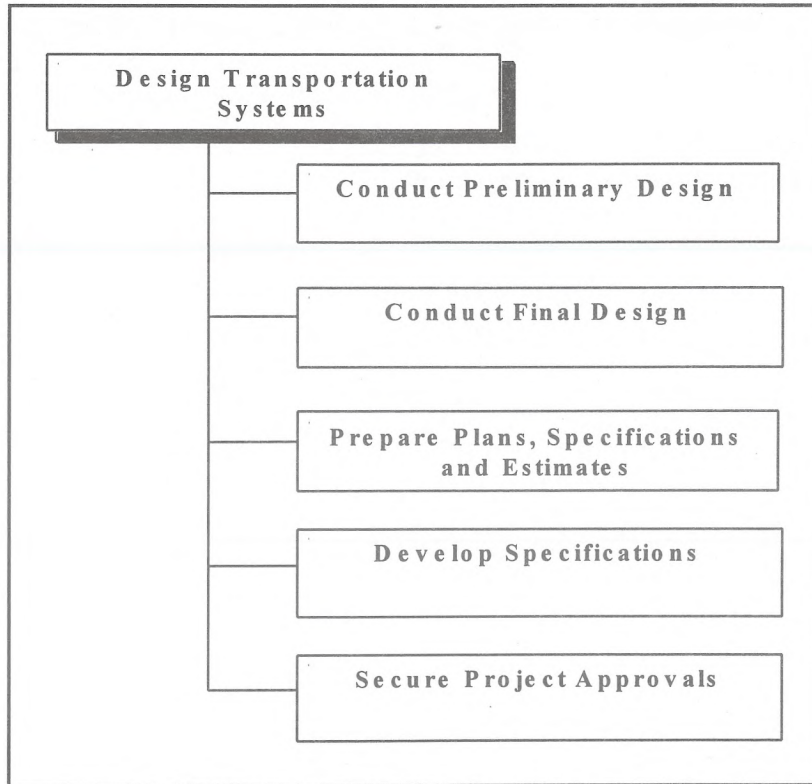 Design Transportation
Systems
Conduct Preliminary Design
Conduct Final Design
Prepare Plans, Specifications
and Estimates
Develop Specifications
Secure Project Approvals